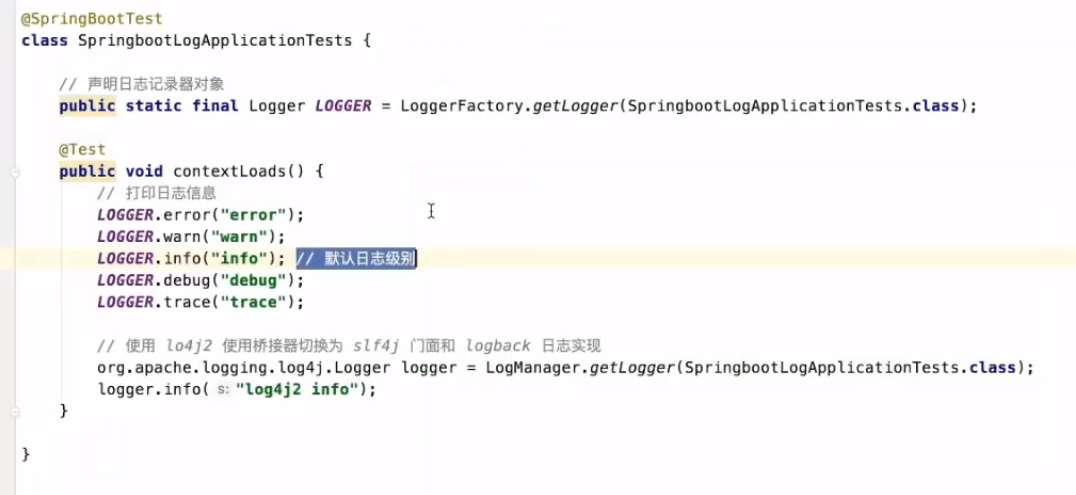 @SpringBootTest
class SpringbootLogApplicationTests {
// 声明日志记录器对象
public static final Logger LOGGER = LoggerFactory.getLogger(SpringbootLogApplicationTests.class);
@Test
public void contextLoads() {
// 打印日志信息
LOGGER.error("error");
LOGGER.warn("warn");
LOGGER.info("info"); // 默认日志级别
LOGGER.debug("debug");
LOGGER.trace("trace");
// 使用 lo4j2 使用桥接器切换为 slf4j 门面和 logback 日志实现
org.apache.logging.log4j.Logger logger = LogManager.getLogger(SpringbootLogApplicationTests.class);
logger.info( s: "log4j2 info");
}
}